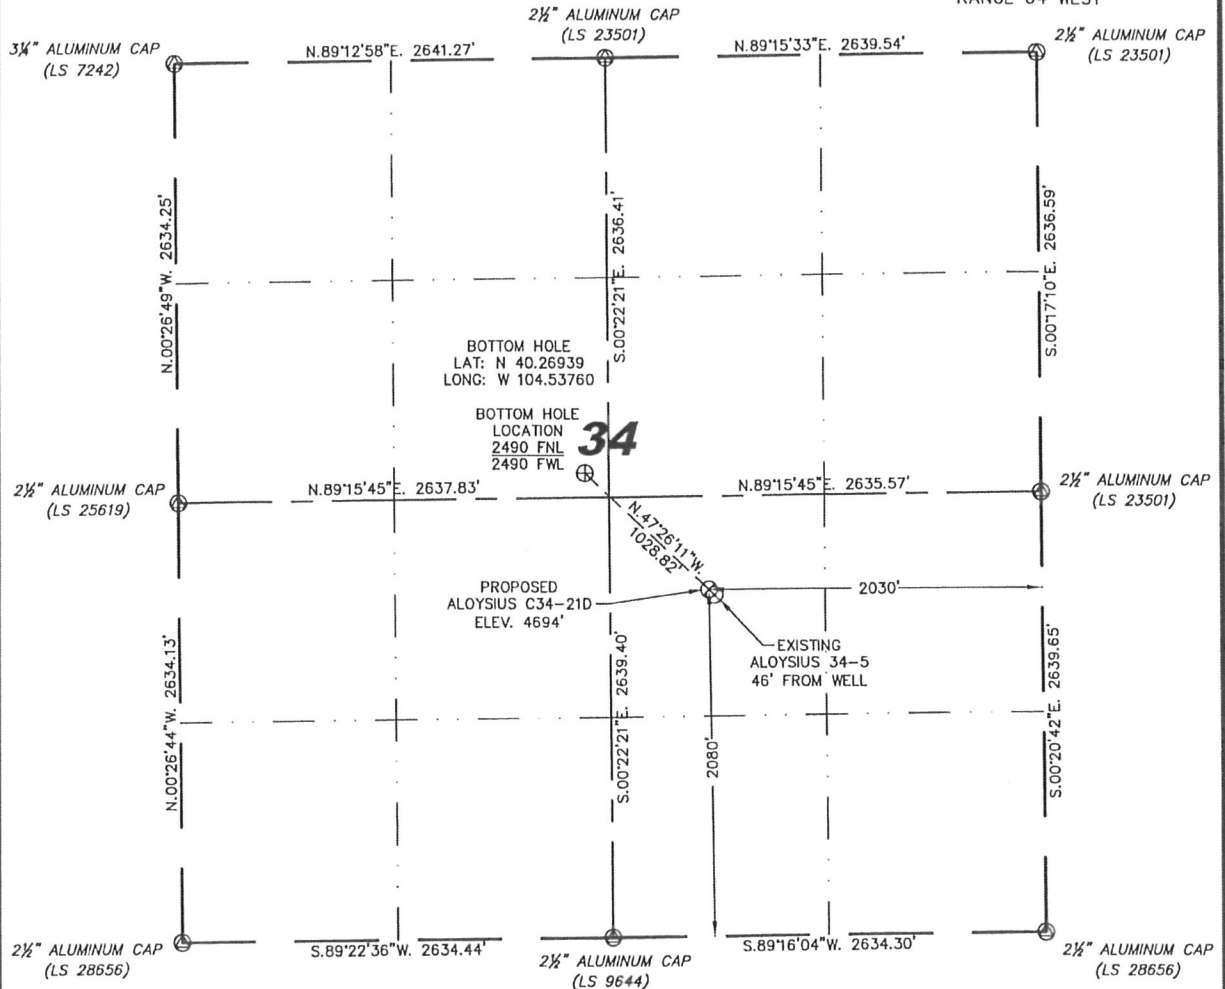 RANGE 64 WEST
2½" ALUMINUM CAP
(LS 23501)
3¼" ALUMINUM CAP
(LS 7242)
N.89°12'58"E. 2641.27'
N.89°15'33"E. 2639.54'
2½" ALUMINUM CAP
(LS 23501)
N.00°26'49"W. 2634.25'
S.00°22'21"E. 2636.41'
S.00°17'10"E. 2636.59'
BOTTOM HOLE
LAT: N 40.26939
LONG: W 104.53760
BOTTOM HOLE
LOCATION
2490 FNL
2490 FWL
34
2½" ALUMINUM CAP
(LS 25619)
N.89°15'45"E. 2637.83'
N.89°15'45"E. 2635.57'
2½" ALUMINUM CAP
(LS 23501)
N.47°26'11"W.
1028.82'
PROPOSED
ALOYSIUS C34-21D
ELEV. 4694'
2030'
EXISTING
ALOYSIUS 34-5
46' FROM WELL
N.00°26'44"W. 2634.13'
S.00°22'21"E. 2639.40'
2080'
S.00°20'42"E. 2639.65'
2½" ALUMINUM CAP
(LS 28656)
S.89°22'36"W. 2634.44'
2½" ALUMINUM CAP
(LS 9644)
S.89°16'04"W. 2634.30'
2½" ALUMINUM CAP
(LS 28656)